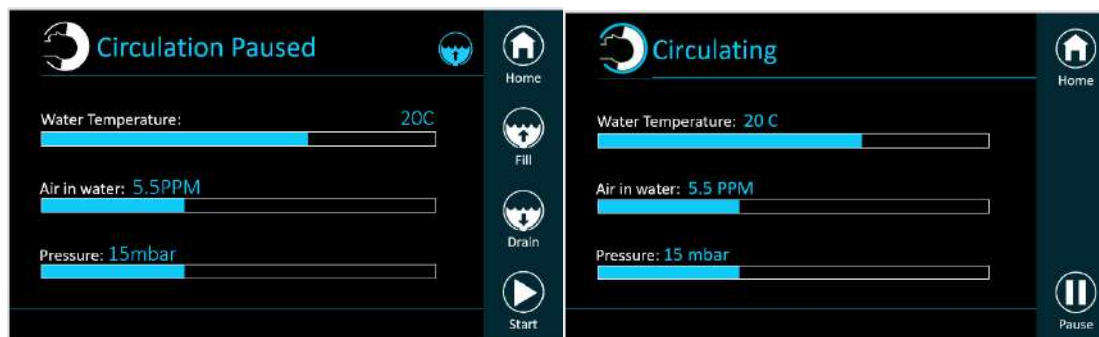 Circulation Paused
Home
Water Temperature: 20C
Fill
Air in water: 5.5PPM
Drain
Pressure: 15mbar
Start
Circulating
Home
Water Temperature: 20 C
Air in water: 5.5 PPM
Pressure: 15 mbar
Pause